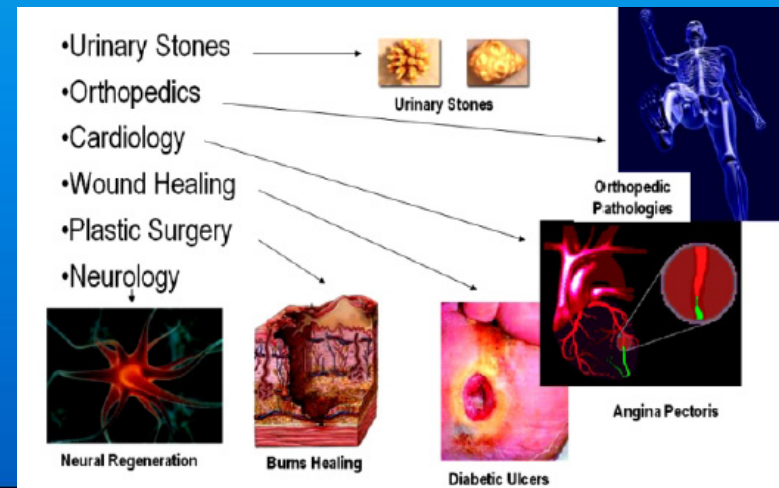 •Urinary Stones
•Orthopedics
•Cardiology
•Wound Healing
•Plastic Surgery
•Neurology
Urinary Stones
Orthopedic
Pathologies
Angina Pectoris
Neural Regeneration
Burns Healing
Diabetic Ulcers